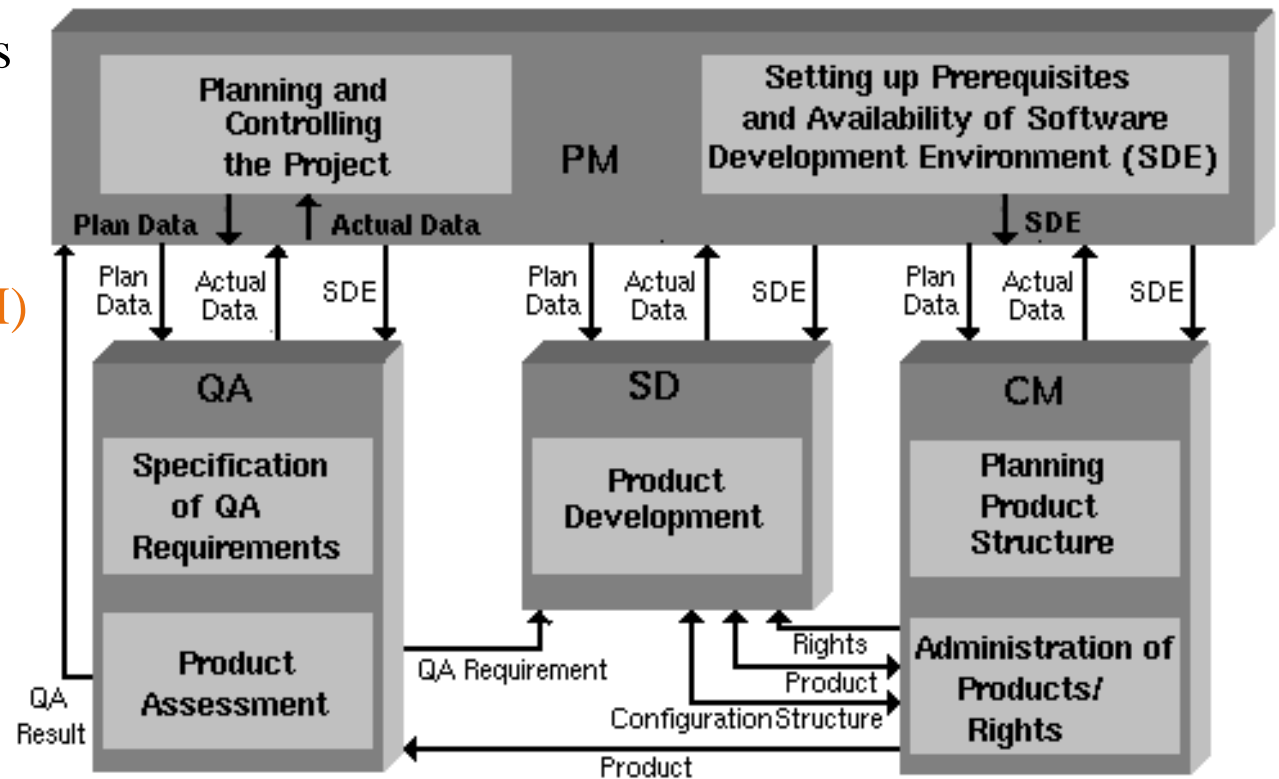 s
I)
Planning and
Controlling
the Project
PM
Setting up Prerequisites
and Availability of Software
Development Environment (SDE)
Plan Data
Actual Data
SDE
Plan
Data
Actual
Data
SDE
Plan
Data
Actual
Data
SDE
Plan
Data
Actual
Data
SDE
QA
Specification
of QA
Requirements
Product
Assessment
SD
Product
Development
CM
Planning
Product
Structure
Administration of
Products/
Rights
QA
Result
QA Requirement
Rights
Product
Configuration Structure
Product